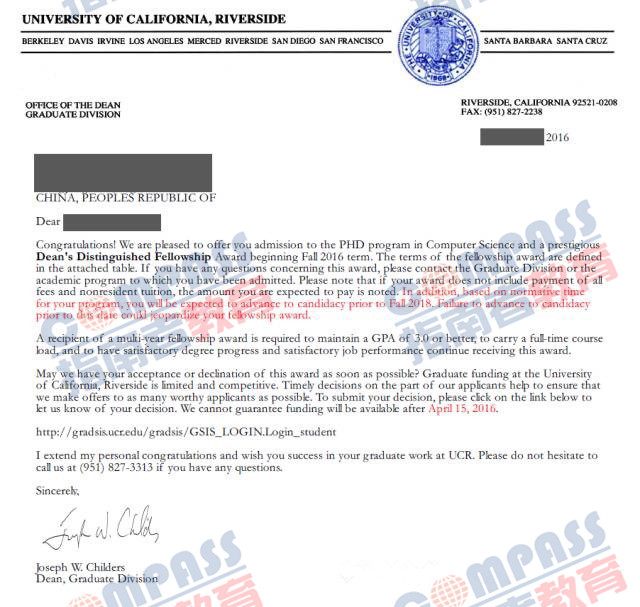 UNIVERSITY OF CALIFORNIA, RIVERSIDE
BERKELEY DAVIS IRVINE LOS ANGELES MERCED RIVERSIDE SAN DIEGO SAN FRANCISCO
SANTA BARBARA SANTA CRUZ
THE UNIVERSITY OF CALIFORNIA
1868
OFFICE OF THE DEAN
GRADUATE DIVISION
RIVERSIDE, CALIFORNIA 92521-0208
FAX: (951) 827-2238
2016
CHINA, PEOPLES REPUBLIC OF
Dear
Congratulations! We are pleased to offer you admission to the PHD program in Computer Science and a prestigious
Dean's Distinguished Fellowship Award beginning Fall 2016 term. The terms of the fellowship award are defined
in the attached table. If you have any questions concerning this award, please contact the Graduate Division or the
academic program to which you have been admitted. Please note that if your award does not include payment of all
fees and nonresident tuition, the amount you are expected to pay is noted. In addition, based on normative time
for your program, you will be expected to advance to candidacy prior to Fall 2018. Failure to advance to candidacy
prior to this date could jeopardize your fellowship award.
A recipient of a multi-year fellowship award is required to maintain a GPA of 3.0 or better, to carry a full-time course
load, and to have satisfactory degree progress and satisfactory job performance continue receiving this award.
May we have your acceptance or declination of this award as soon as possible? Graduate funding at the University
of California, Riverside is limited and competitive. Timely decisions on the part of our applicants help to ensure that
we make offers to as many worthy applicants as possible. To submit your decision, please click on the link below to
let us know of your decision. We cannot guarantee funding will be available after April 15, 2016.
http://gradsis.ucr.edu/gradsis/GSIS_LOGIN.Login_student
I extend my personal congratulations and wish you success in your graduate work at UCR. Please do not hesitate to
call us at (951) 827-3313 if you have any questions.
Sincerely,
Joseph W. Childers
Joseph W. Childers
Dean, Graduate Division
COMPASS
指南者教育